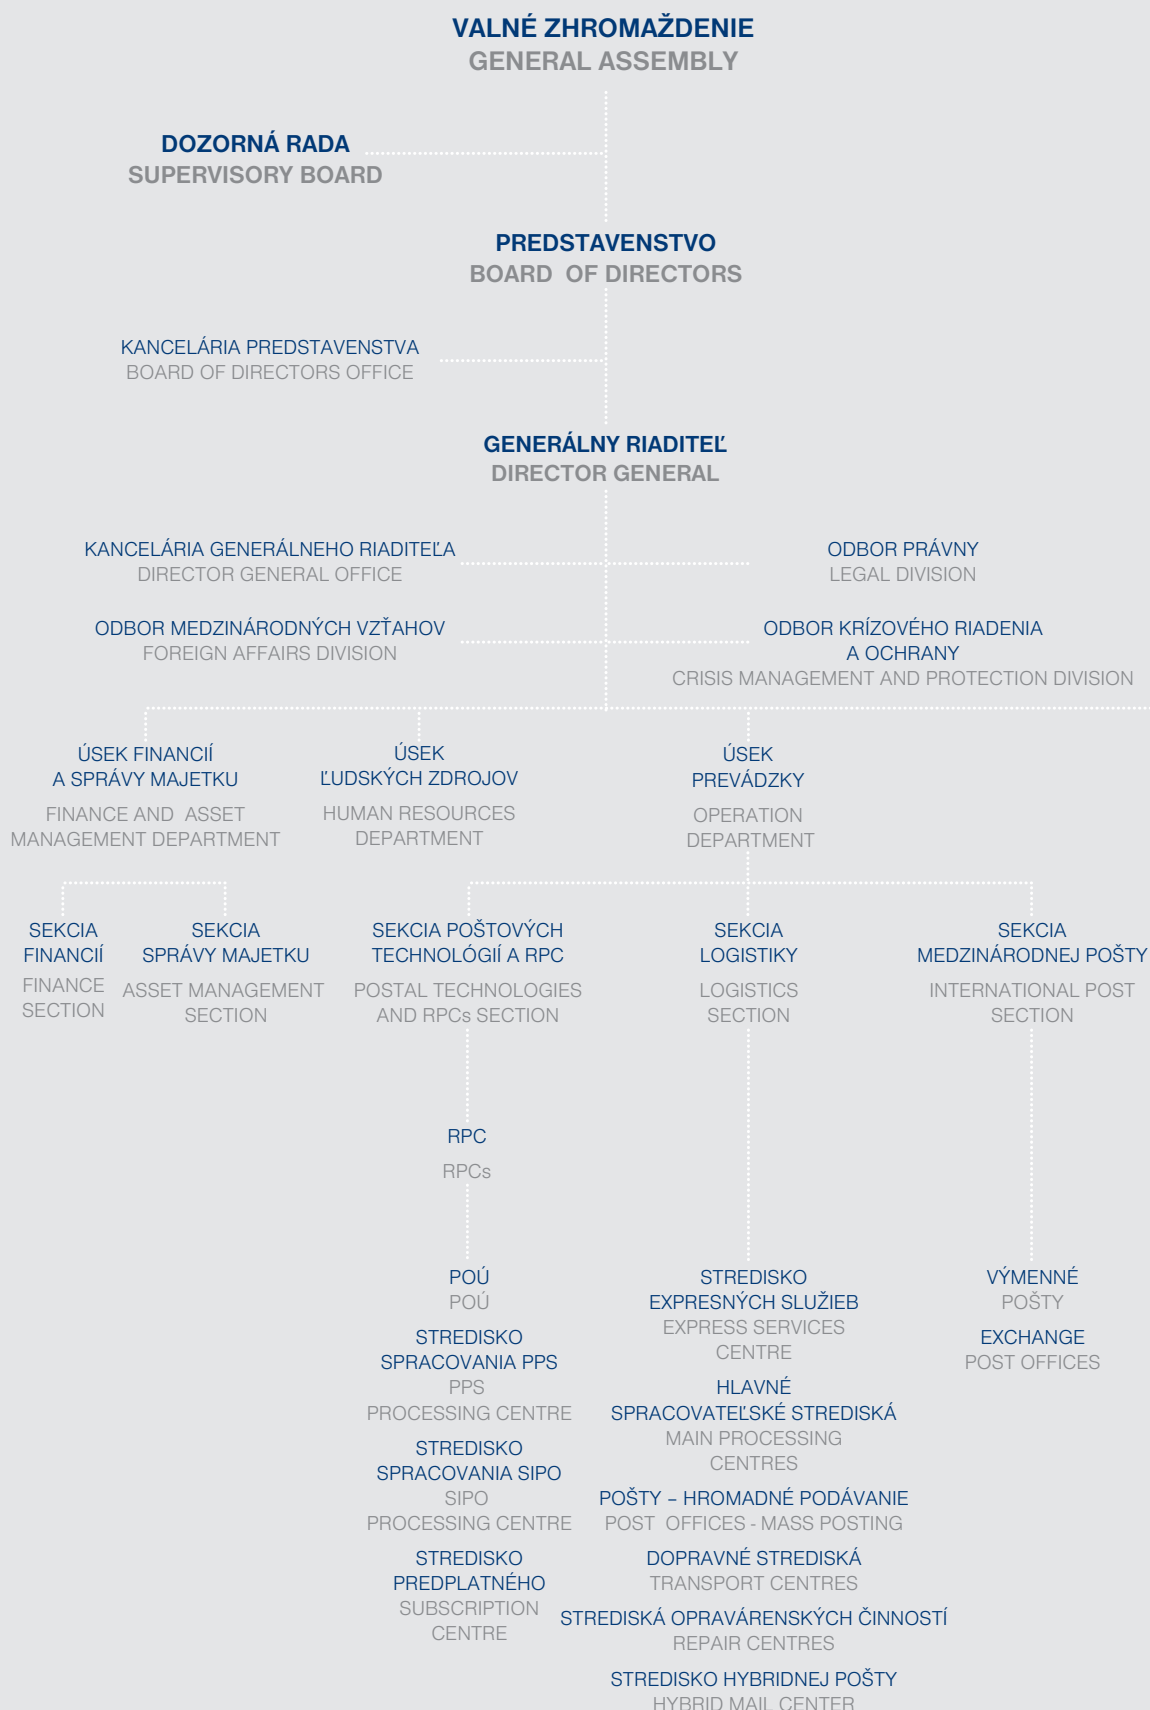 VALNÉ ZHROMAŽDENIE
GENERAL ASSEMBLY
DOZORNÁ RADA
SUPERVISORY BOARD
PREDSTAVENSTVO
BOARD OF DIRECTORS
KANCELÁRIA PREDSTAVENSTVA
BOARD OF DIRECTORS OFFICE
GENERÁLNY RIADITEĽ
DIRECTOR GENERAL
KANCELÁRIA GENERÁLNEHO RIADITEĽA
DIRECTOR GENERAL OFFICE
ODBOR PRÁVNY
LEGAL DIVISION
ODBOR MEDZINÁRODNÝCH VZŤAHOV
FOREIGN AFFAIRS DIVISION
ODBOR KRÍZOVÉHO RIADENIA
A OCHRANY
CRISIS MANAGEMENT AND PROTECTION DIVISION
ÚSEK FINANCIÍ
A SPRÁVY MAJETKU
FINANCE AND ASSET
MANAGEMENT DEPARTMENT
ÚSEK
ĽUDSKÝCH ZDROJOV
HUMAN RESOURCES
DEPARTMENT
ÚSEK
PREVÁDZKY
OPERATION
DEPARTMENT
SEKCIA
FINANCIÍ
FINANCE
SECTION
SEKCIA
SPRÁVY MAJETKU
ASSET MANAGEMENT
SECTION
SEKCIA POŠTOVÝCH
TECHNOLÓGIÍ A RPC
POSTAL TECHNOLOGIES
AND RPCs SECTION
SEKCIA
LOGISTIKY
LOGISTICS
SECTION
SEKCIA
MEDZINÁRODNEJ POŠTY
INTERNATIONAL POST
SECTION
RPC
RPCs
POÚ
POÚ
STREDISKO
SPRACOVANIA PPS
PPS
PROCESSING CENTRE
STREDISKO
SPRACOVANIA SIPO
SIPO
PROCESSING CENTRE
STREDISKO
PREDPLATNÉHO
SUBSCRIPTION
CENTRE
STREDISKO
EXPRESNÝCH SLUŽIEB
EXPRESS SERVICES
CENTRE
HLAVNÉ
SPRACOVATEĽSKÉ STREDISKÁ
MAIN PROCESSING
CENTRES
POŠTY – HROMADNÉ PODÁVANIE
POST OFFICES - MASS POSTING
DOPRAVNÉ STREDISKÁ
TRANSPORT CENTRES
STREDISKÁ OPRAVÁRENSKÝCH ČINNOSTÍ
REPAIR CENTRES
STREDISKO HYBRIDNEJ POŠTY
HYBRID MAIL CENTER
VÝMENNÉ
POŠTY
EXCHANGE
POST OFFICES